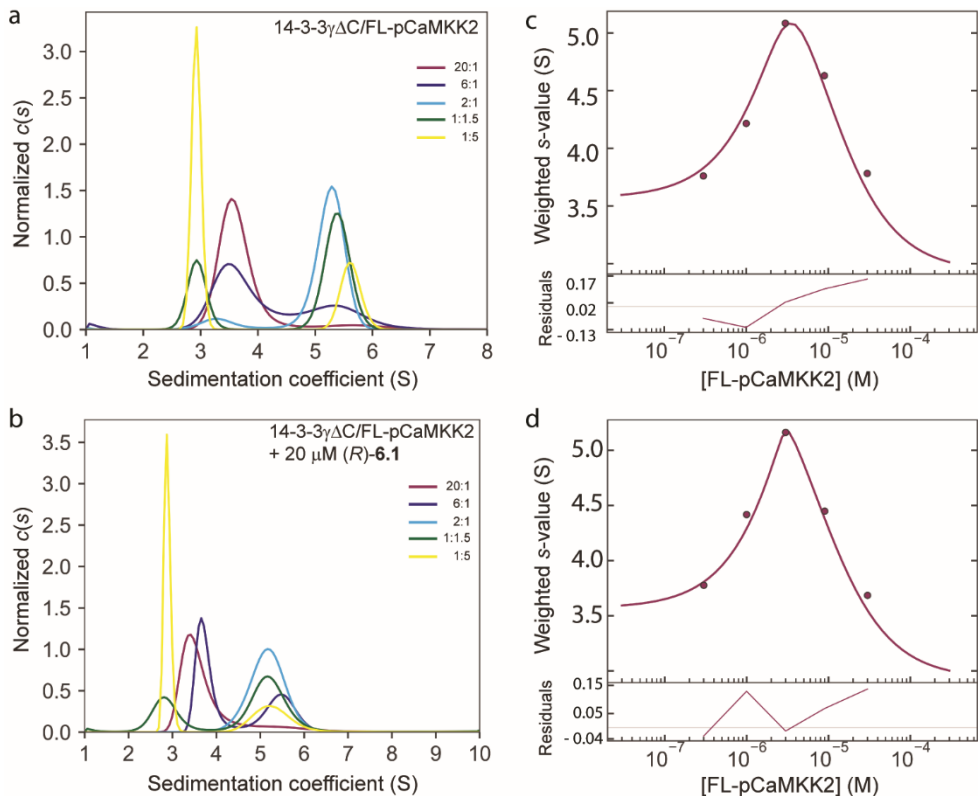 a
14-3-3γΔC/FL-pCaMKK2
20:1
6:1
2:1
1:1.5
1:5
Normalized c(s)
3.0
2.5
2.0
1.5
1.0
0.5
0.0
1 2 3 4 5 6 7 8
Sedimentation coefficient (S)
b
14-3-3γΔC/FL-pCaMKK2
+ 20 μM (R)-6.1
20:1
6:1
2:1
1:1.5
1:5
Normalized c(s)
3.5
3.0
2.5
2.0
1.5
1.0
0.5
0.0
1 2 3 4 5 6 7 8 9 10
Sedimentation coefficient (S)
c
Weighted s-value (S)
5.0
4.5
4.0
3.5
Residuals
0.17
0.02
-0.13
10⁻⁷ 10⁻⁶ 10⁻⁵ 10⁻⁴
[FL-pCaMKK2] (M)
d
Weighted s-value (S)
5.0
4.5
4.0
3.5
Residuals
0.15
0.05
-0.04
10⁻⁷ 10⁻⁶ 10⁻⁵ 10⁻⁴
[FL-pCaMKK2] (M)